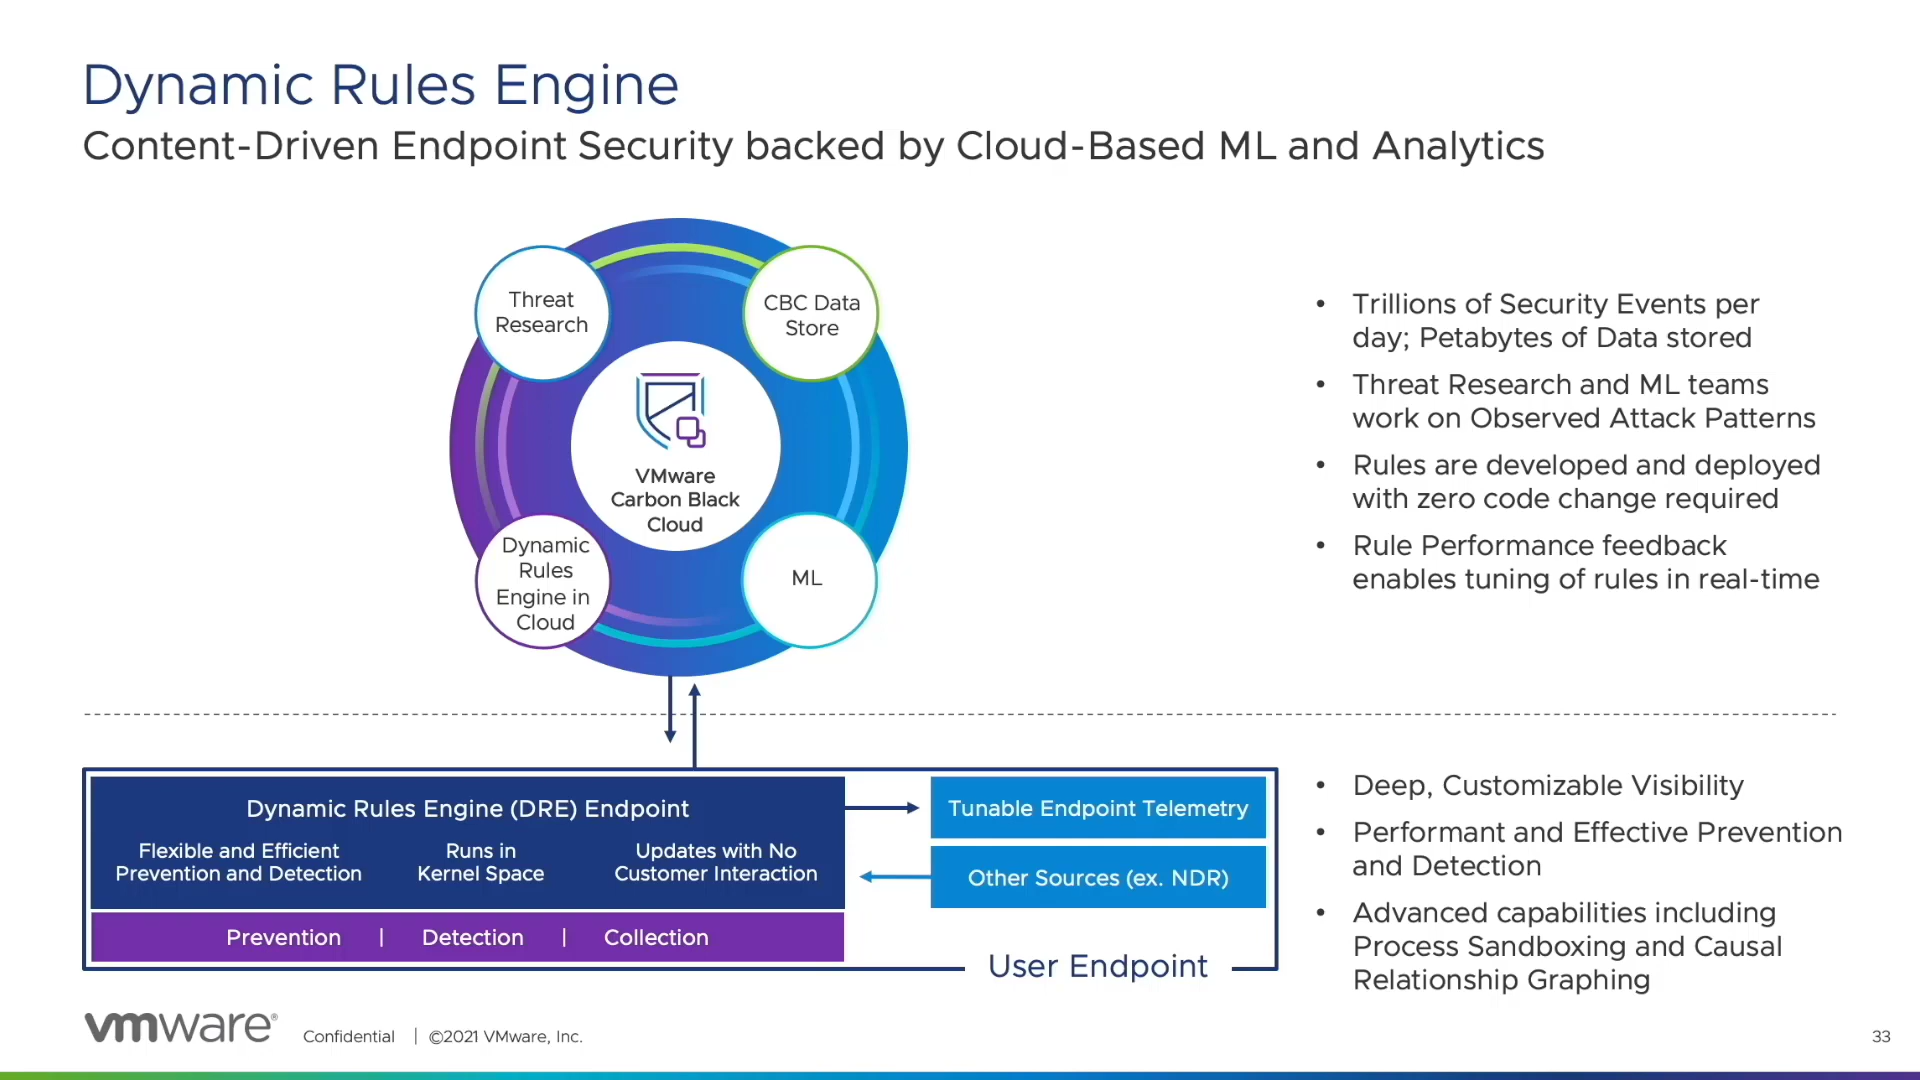 Dynamic Rules Engine
Content-Driven Endpoint Security backed by Cloud-Based ML and Analytics
Threat
Research
CBC Data
Store
VMware
Carbon Black
Cloud
Dynamic
Rules
Engine in
Cloud
ML
• Trillions of Security Events per
day; Petabytes of Data stored
• Threat Research and ML teams
work on Observed Attack Patterns
• Rules are developed and deployed
with zero code change required
• Rule Performance feedback
enables tuning of rules in real-time
Dynamic Rules Engine (DRE) Endpoint
Flexible and Efficient
Prevention and Detection
Runs in
Kernel Space
Updates with No
Customer Interaction
Prevention | Detection | Collection
Tunable Endpoint Telemetry
Other Sources (ex. NDR)
User Endpoint
• Deep, Customizable Visibility
• Performant and Effective Prevention
and Detection
• Advanced capabilities including
Process Sandboxing and Causal
Relationship Graphing
vmware® Confidential | ©2021 VMware, Inc.
33